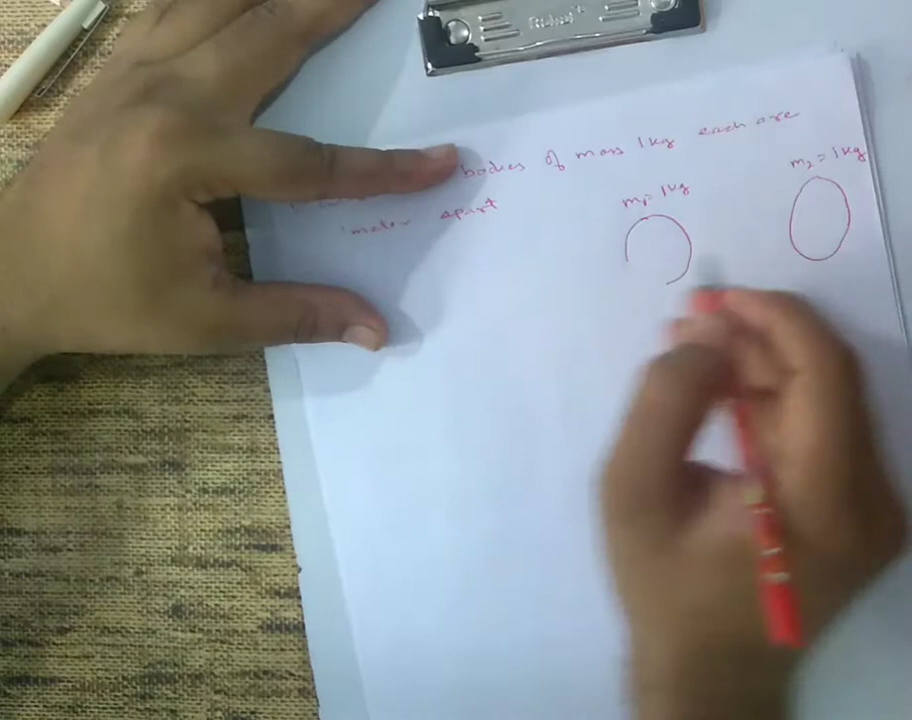 bodies of mass 1kg each are
1meter apart
m1=1kg
m2=1kg